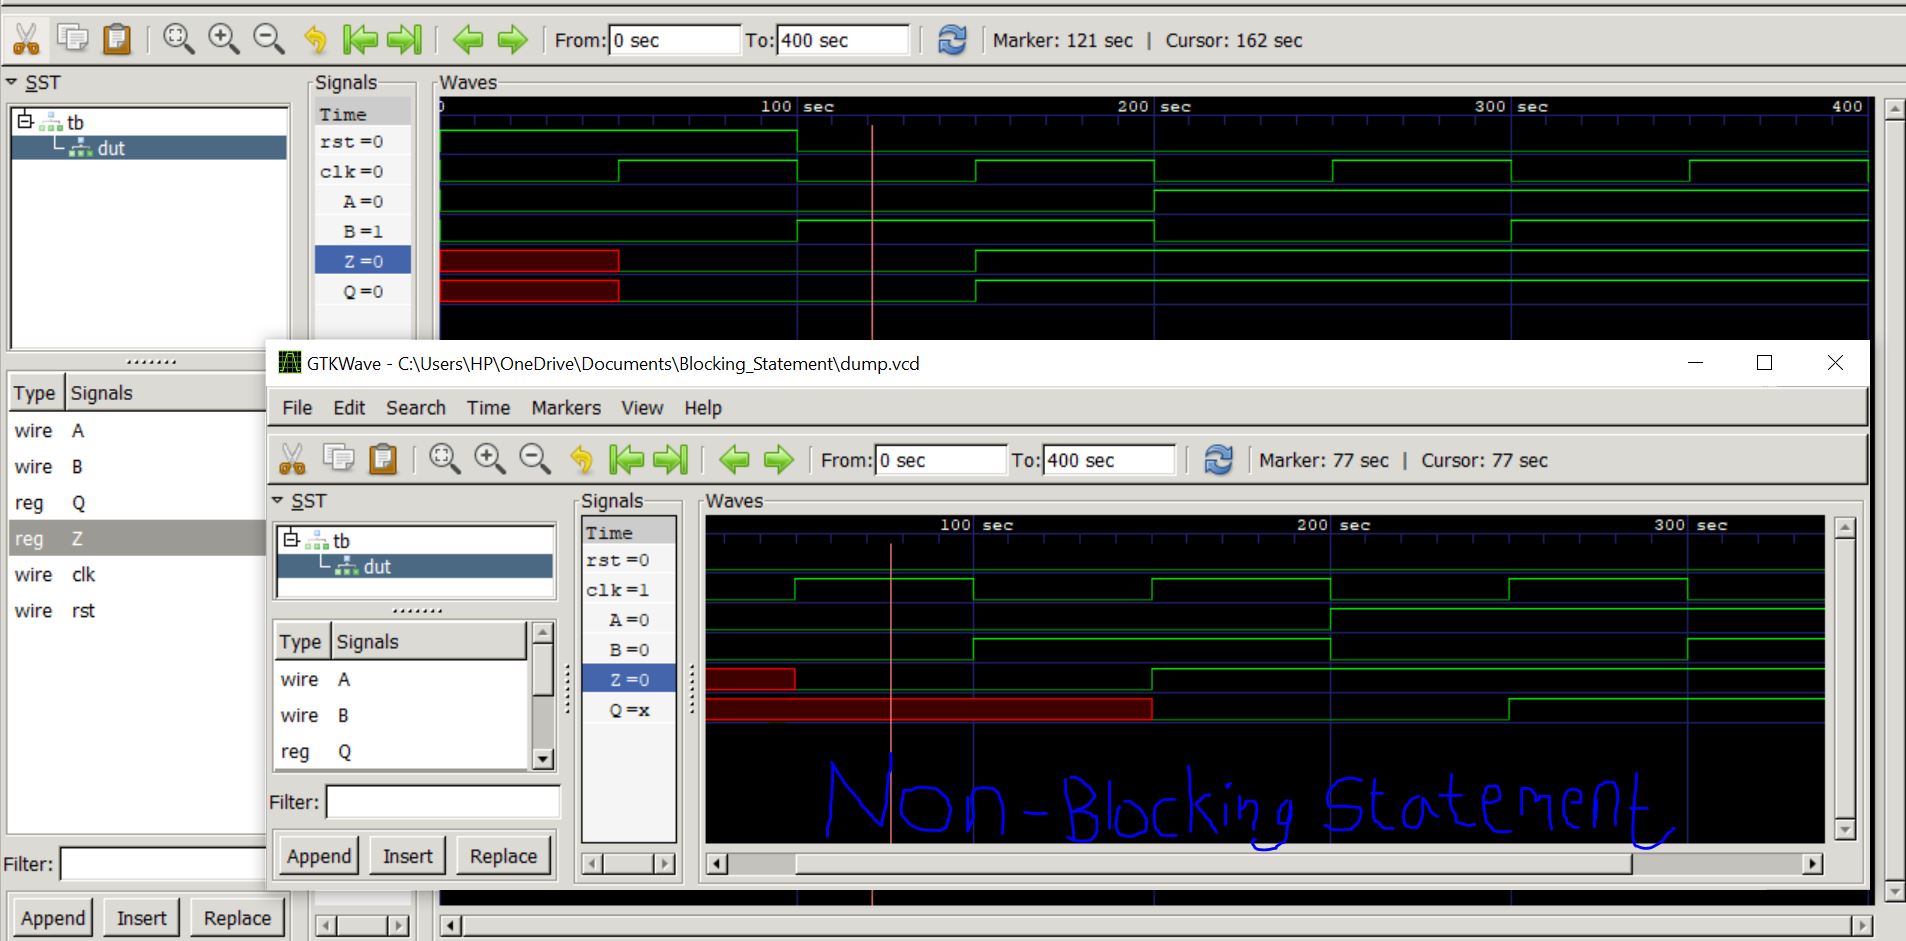 From: 0 sec To: 400 sec Marker: 121 sec | Cursor: 162 sec
SST
tb
dut
Type Signals
wire A
wire B
reg Q
reg Z
wire clk
wire rst
Filter:
Append Insert Replace
Signals
Time
rst =0
clk =0
A =0
B =1
Z =0
Q =0
Waves
0 100 sec 200 sec 300 sec 400
GTKWave - C:\Users\HP\OneDrive\Documents\Blocking_Statement\dump.vcd
File Edit Search Time Markers View Help
From: 0 sec To: 400 sec Marker: 77 sec | Cursor: 77 sec
SST
tb
dut
Type Signals
wire A
wire B
reg Q
Filter:
Append Insert Replace
Signals
Time
rst =0
clk =1
A =0
B =0
Z =0
Q =x
Waves
100 sec 200 sec 300 sec
Non-Blocking Statement